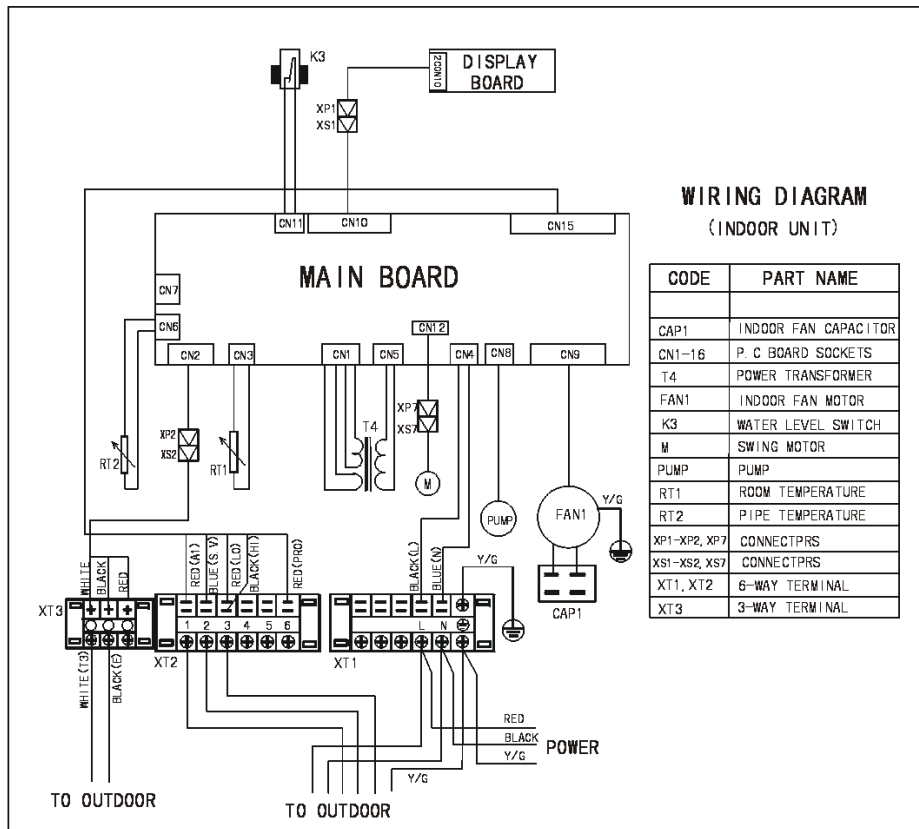 K3
2CON10
DISPLAY
BOARD
XP1
XS1
WIRING DIAGRAM
(INDOOR UNIT)
CN11
CN10
CN15
MAIN BOARD
CN7
CN6
CN12
CN2
CN3
CN1
CN5
CN4
CN8
CN9
CODE PART NAME
CAP1 INDOOR FAN CAPACITOR
CN1-16 P.C BOARD SOCKETS
T4 POWER TRANSFORMER
FAN1 INDOOR FAN MOTOR
K3 WATER LEVEL SWITCH
M SWING MOTOR
PUMP PUMP
RT1 ROOM TEMPERATURE
RT2 PIPE TEMPERATURE
XP1-XP2, XP7 CONNECTPRS
XS1-XS2, XS7 CONNECTPRS
XT1, XT2 6-WAY TERMINAL
XT3 3-WAY TERMINAL
RT2
XP2
XS2
RT1
T4
XP7
XS7
M
PUMP
FAN1
Y/G
CAP1
WHITE
BLACK
RED
RED(A1)
BLUE(S.V)
RED(LO)
BLACK(HI)
RED(PRO)
BLACK(L)
BLUE(N)
Y/G
XT3
1 2 3 4 5 6
L N
XT2
XT1
WHITE(T3)
BLACK(E)
RED
BLACK
Y/G
POWER
Y/G
TO OUTDOOR
TO OUTDOOR